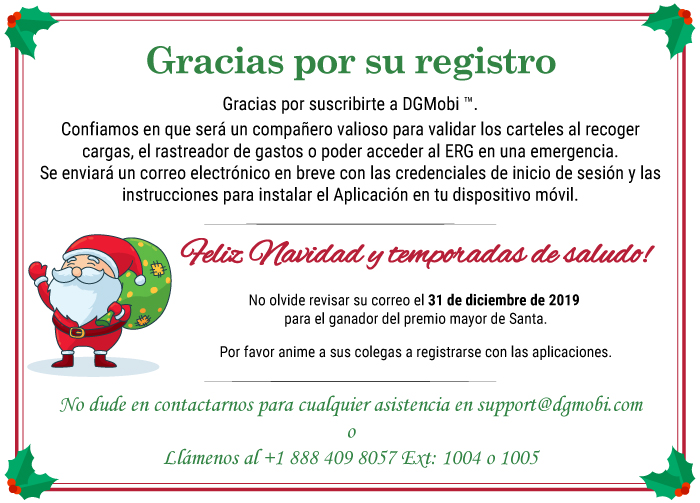 Gracias por su registro
Gracias por suscribirte a DGMobi ™.
Confiamos en que será un compañero valioso para validar los carteles al recoger
cargas, el rastreador de gastos o poder acceder al ERG en una emergencia.
Se enviará un correo electrónico en breve con las credenciales de inicio de sesión y las
instrucciones para instalar el Aplicación en tu dispositivo móvil.
Feliz Navidad y temporadas de saludo!
No olvide revisar su correo el 31 de diciembre de 2019
para el ganador del premio mayor de Santa.
Por favor anime a sus colegas a registrarse con las aplicaciones.
No dude en contactarnos para cualquier asistencia en support@dgmobi.com
o
Llámenos al +1 888 409 8057 Ext: 1004 o 1005